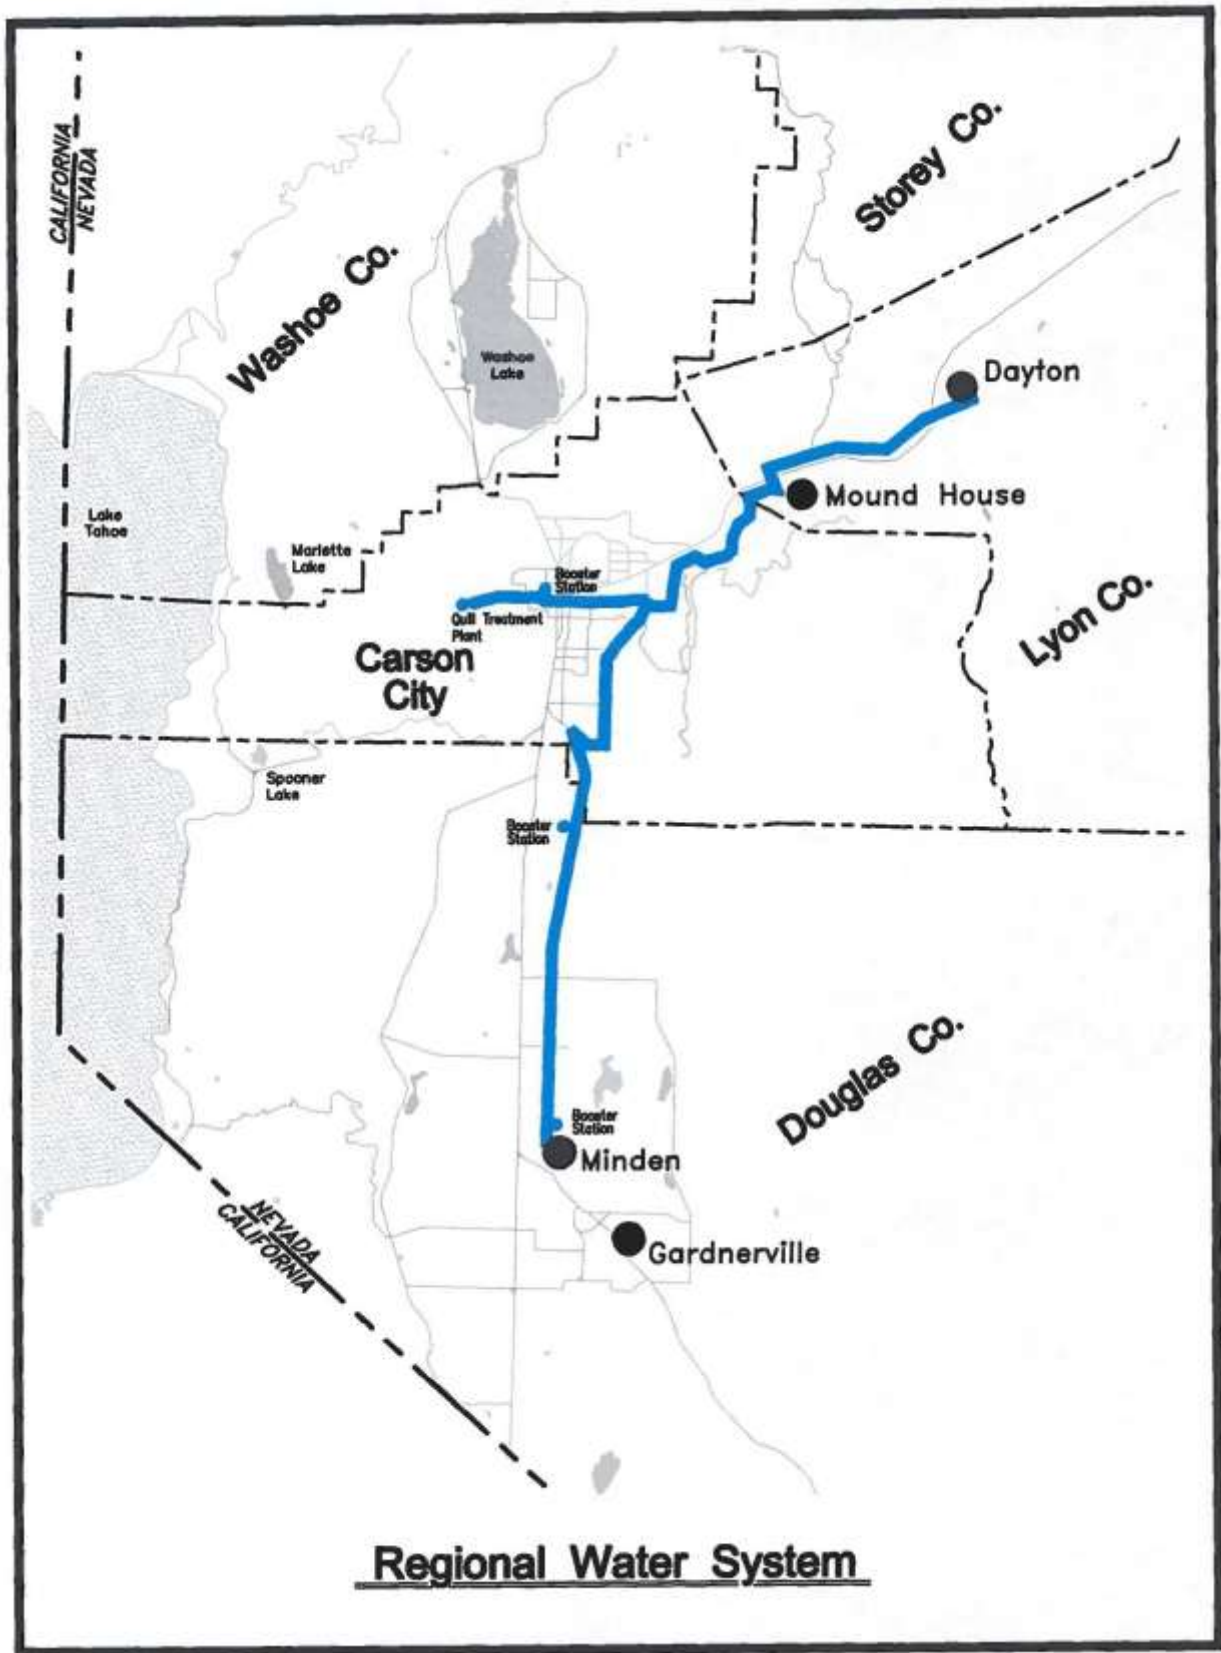 CALIFORNIA
NEVADA
Storey Co.
Washoe Co.
Washoe
Lake
Dayton
Mound House
Lake
Tahoe
Marlette
Lake
Booster
Station
Quill Treatment
Plant
Lyon Co.
Carson
City
Spooner
Lake
Booster
Station
Douglas Co.
Booster
Station
Minden
NEVADA
CALIFORNIA
Gardnerville
Regional Water System